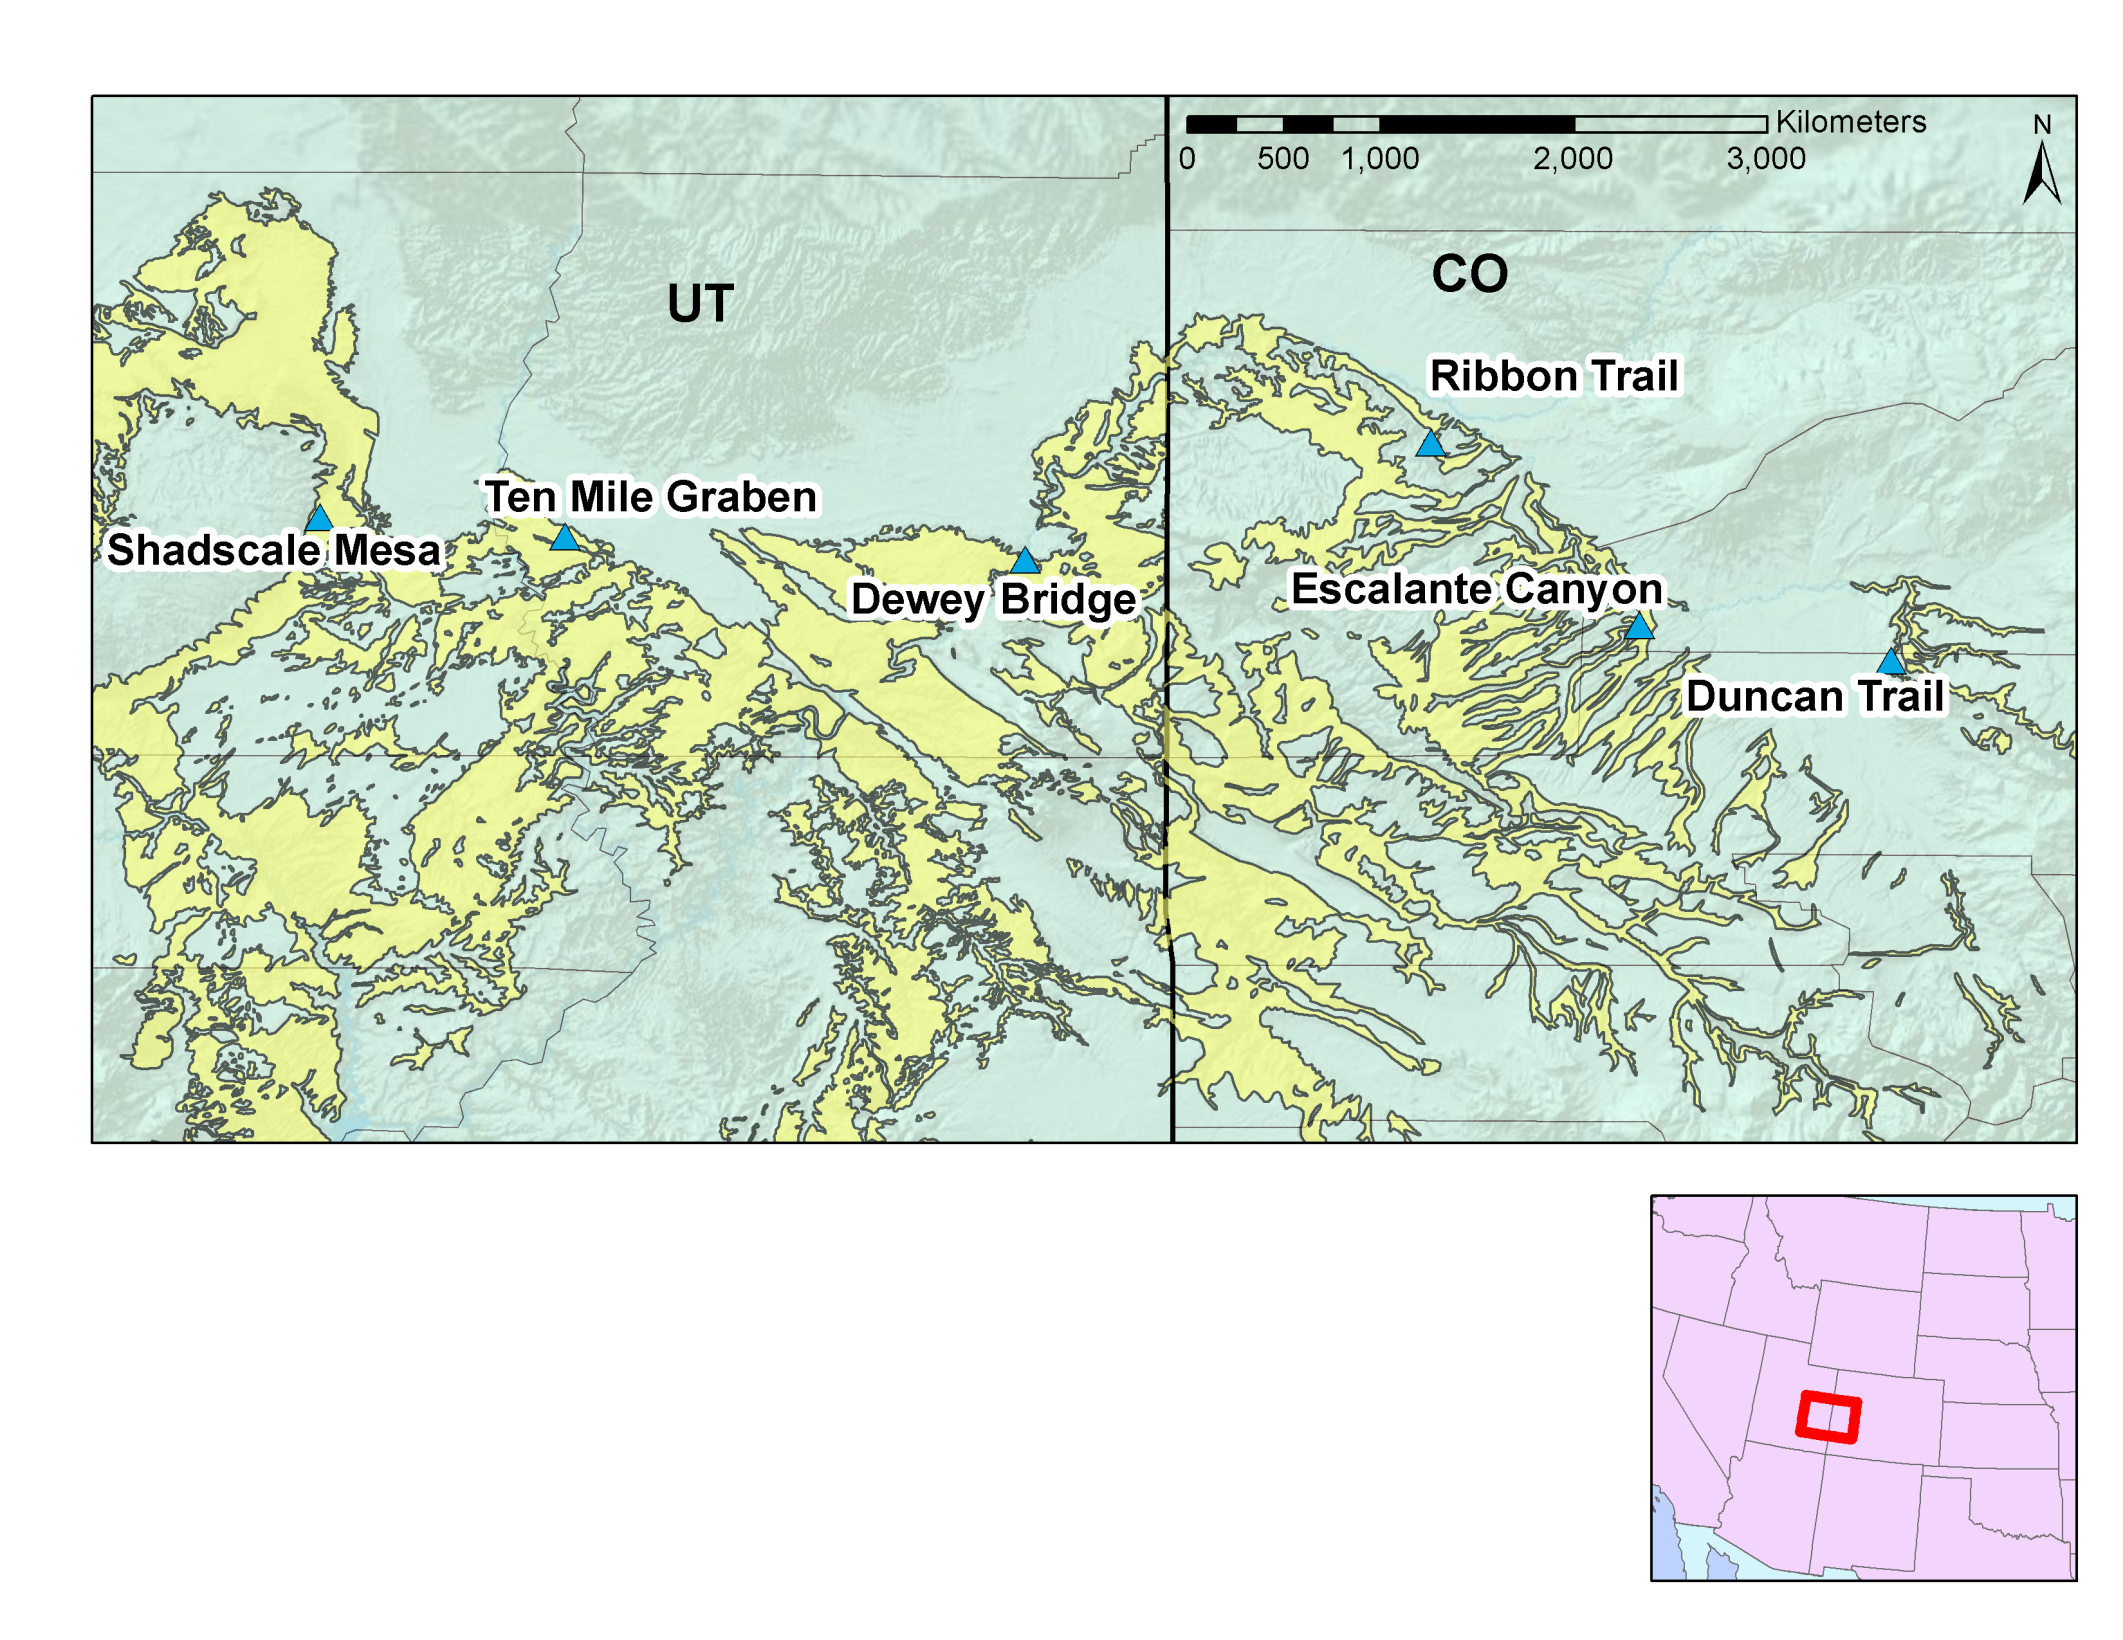 Kilometers
N
0 500 1,000 2,000 3,000
UT
CO
Ribbon Trail
Ten Mile Graben
Shadscale Mesa
Dewey Bridge
Escalante Canyon
Duncan Trail